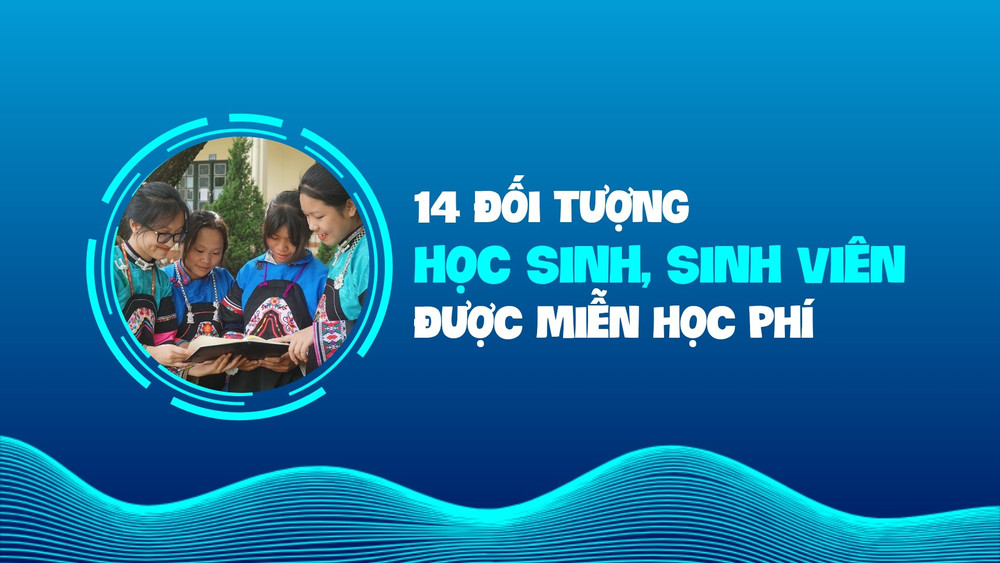 14 ĐỐI TƯỢNG
HỌC SINH, SINH VIÊN
ĐƯỢC MIỄN HỌC PHÍ